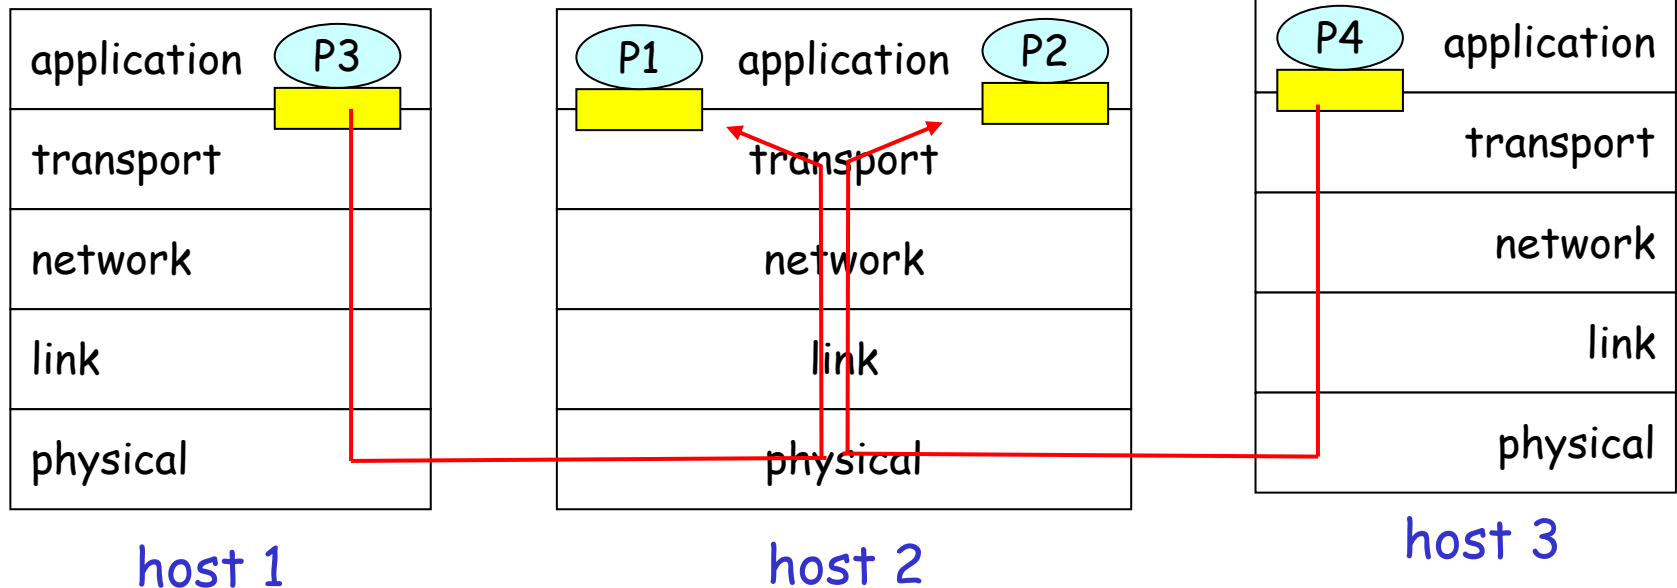 application P3
transport
network
link
physical
host 1
P1 application P2
transport
network
link
physical
host 2
P4 application
transport
network
link
physical
host 3